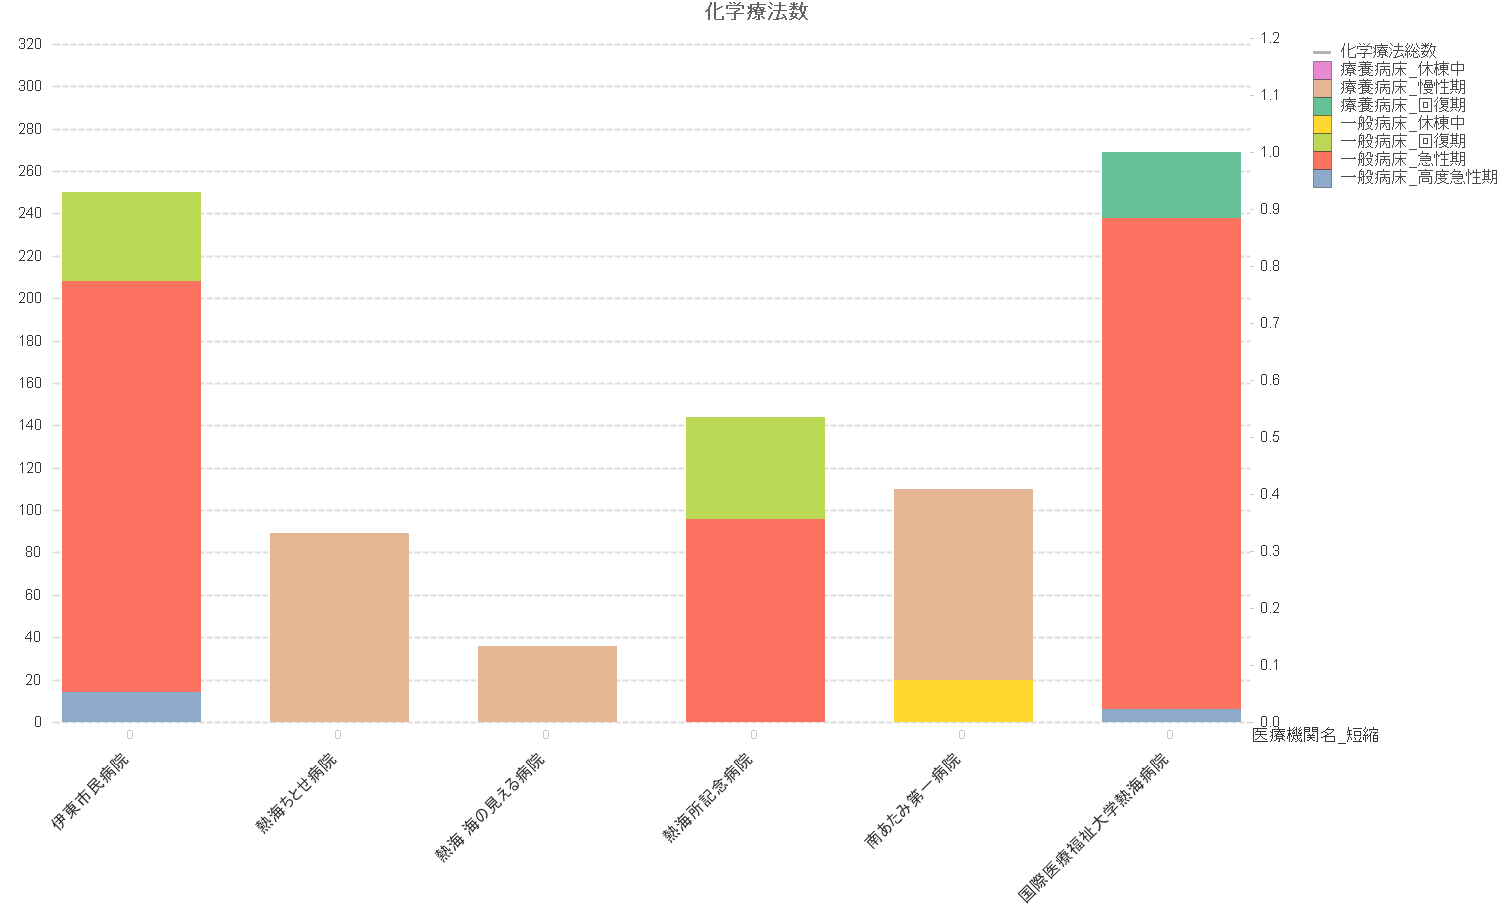 化学療法数
320
300
280
260
240
220
200
180
160
140
120
100
80
60
40
20
0
1.2
1.1
1.0
0.9
0.8
0.7
0.6
0.5
0.4
0.3
0.2
0.1
0.0
化学療法総数
療養病床_休棟中
療養病床_慢性期
療養病床_回復期
一般病床_休棟中
一般病床_回復期
一般病床_急性期
一般病床_高度急性期
0
0
0
0
0
0
医療機関名_短縮
伊東市民病院
熱海ちとせ病院
熱海 海の見える病院
熱海所記念病院
南あたみ第一病院
国際医療福祉大学熱海病院